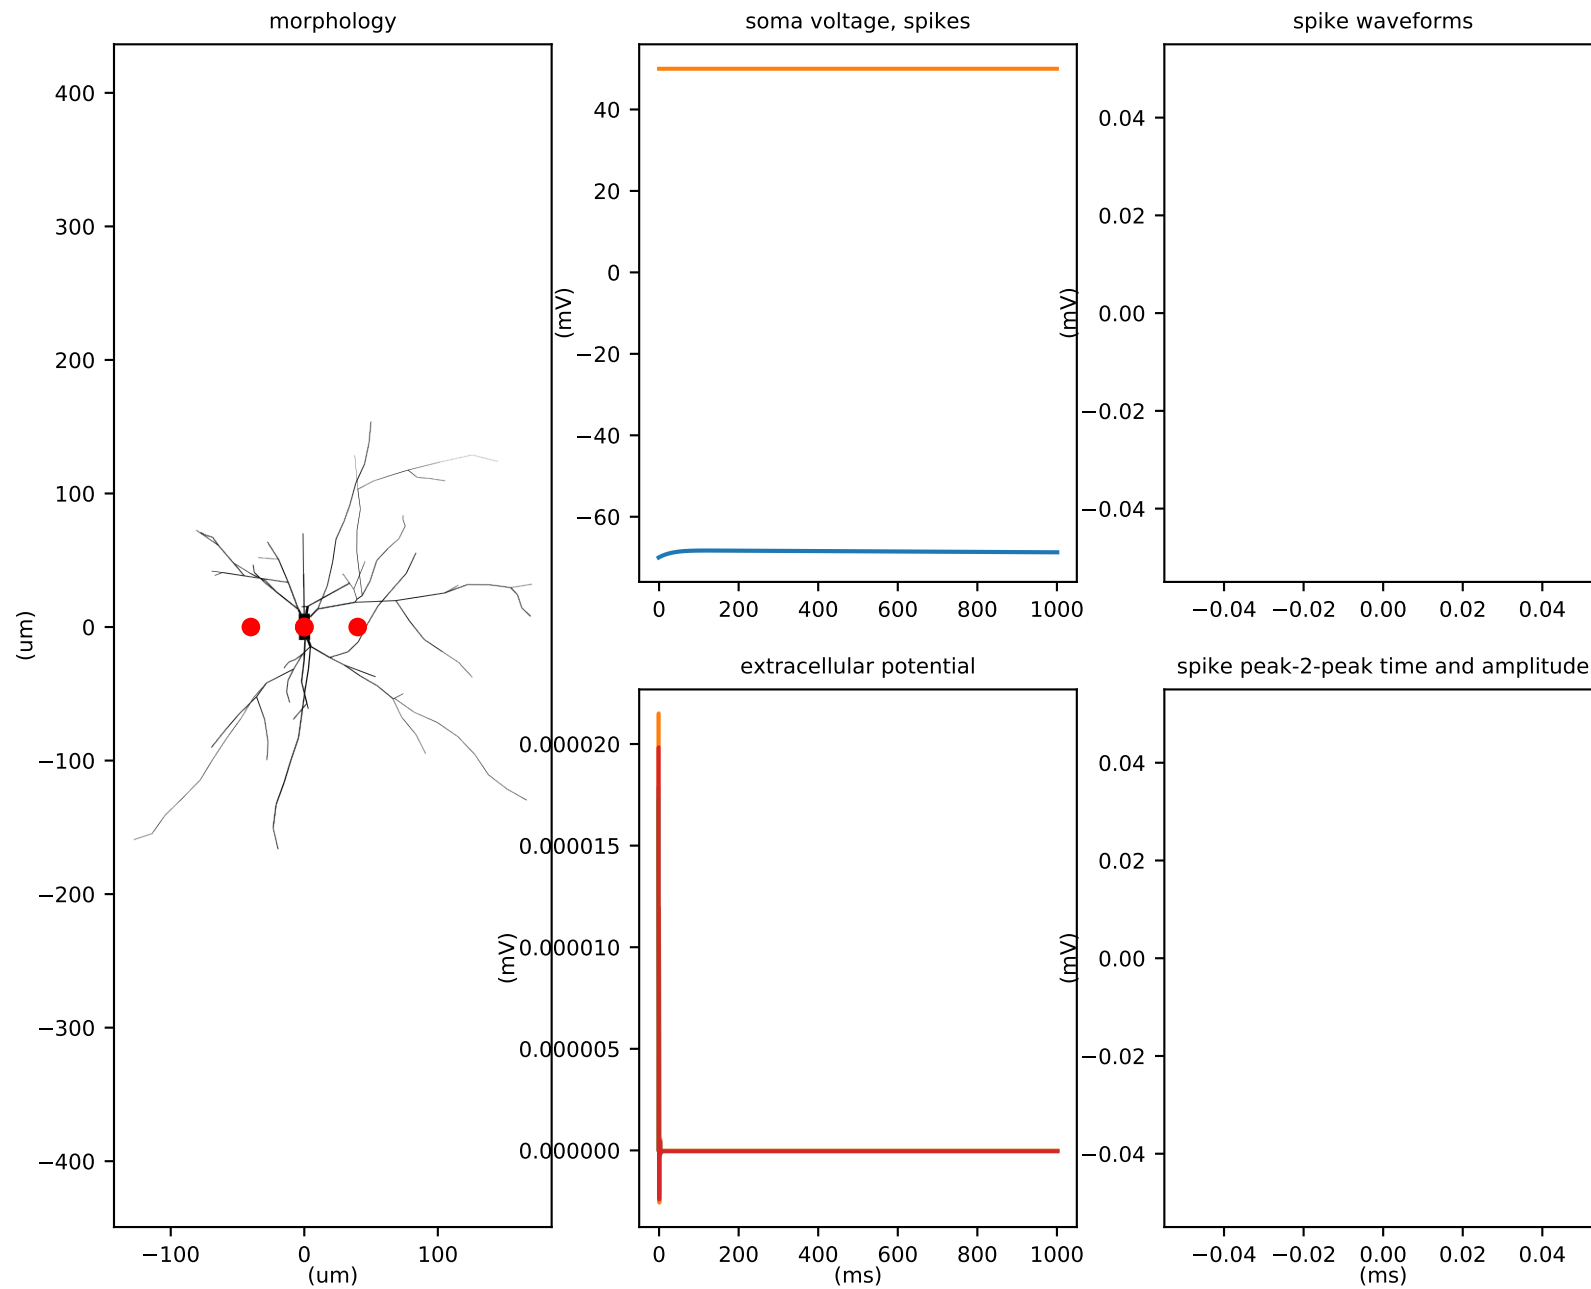 morphology
400
300
200
100
0
−100
−200
−300
−400
(um)
−100 0 100
(um)
soma voltage, spikes
40
20
0
−20
−40
−60
(mV)
0 200 400 600 800 1000
spike waveforms
0.04
0.02
0.00
−0.02
−0.04
(mV)
−0.04 −0.02 0.00 0.02 0.04
extracellular potential
0.000020
0.000015
0.000010
0.000005
0.000000
(mV)
0 200 400 600 800 1000
(ms)
spike peak-2-peak time and amplitude
0.04
0.02
0.00
−0.02
−0.04
(mV)
−0.04 −0.02 0.00 0.02 0.04
(ms)